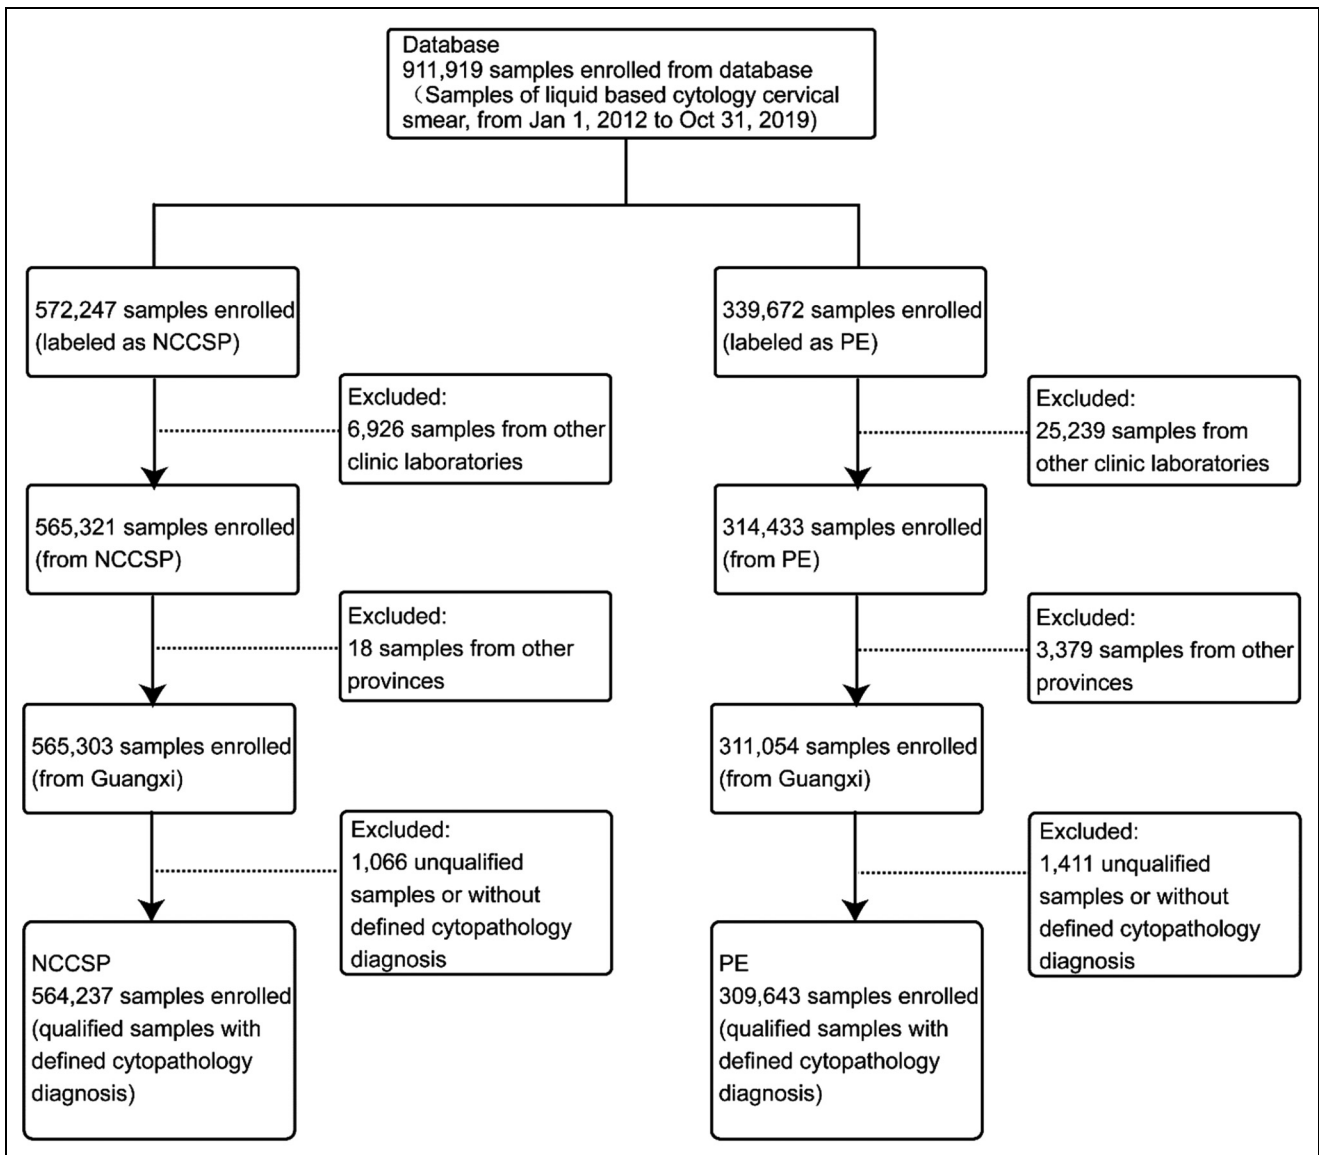 Database
911,919 samples enrolled from database
（Samples of liquid based cytology cervical
smear, from Jan 1, 2012 to Oct 31, 2019)
572,247 samples enrolled
(labeled as NCCSP)
339,672 samples enrolled
(labeled as PE)
Excluded:
6,926 samples from other
clinic laboratories
Excluded:
25,239 samples from
other clinic laboratories
565,321 samples enrolled
(from NCCSP)
314,433 samples enrolled
(from PE)
Excluded:
18 samples from other
provinces
Excluded:
3,379 samples from other
provinces
565,303 samples enrolled
(from Guangxi)
311,054 samples enrolled
(from Guangxi)
Excluded:
1,066 unqualified
samples or without
defined cytopathology
diagnosis
Excluded:
1,411 unqualified
samples or without
defined cytopathology
diagnosis
NCCSP
564,237 samples enrolled
(qualified samples with
defined cytopathology
diagnosis)
PE
309,643 samples enrolled
(qualified samples with
defined cytopathology
diagnosis)